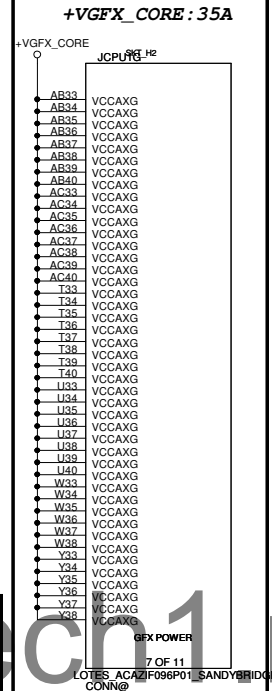 +VGFX_CORE:35A
+VGFX_CORE
JCPU1G
SKT_H2
AB33 VCCAXG
AB34 VCCAXG
AB35 VCCAXG
AB36 VCCAXG
AB37 VCCAXG
AB38 VCCAXG
AB39 VCCAXG
AB40 VCCAXG
AC33 VCCAXG
AC34 VCCAXG
AC35 VCCAXG
AC36 VCCAXG
AC37 VCCAXG
AC38 VCCAXG
AC39 VCCAXG
AC40 VCCAXG
T33 VCCAXG
T34 VCCAXG
T35 VCCAXG
T36 VCCAXG
T37 VCCAXG
T38 VCCAXG
T39 VCCAXG
T40 VCCAXG
U33 VCCAXG
U34 VCCAXG
U35 VCCAXG
U36 VCCAXG
U37 VCCAXG
U38 VCCAXG
U39 VCCAXG
U40 VCCAXG
W33 VCCAXG
W34 VCCAXG
W35 VCCAXG
W36 VCCAXG
W37 VCCAXG
W38 VCCAXG
Y33 VCCAXG
Y34 VCCAXG
Y35 VCCAXG
Y36 VCCAXG
Y37 VCCAXG
Y38 VCCAXG
GFX POWER
7 OF 11
LOTES_ACAZIF096P01_SANDYBRIDG
CONN@
ech1.